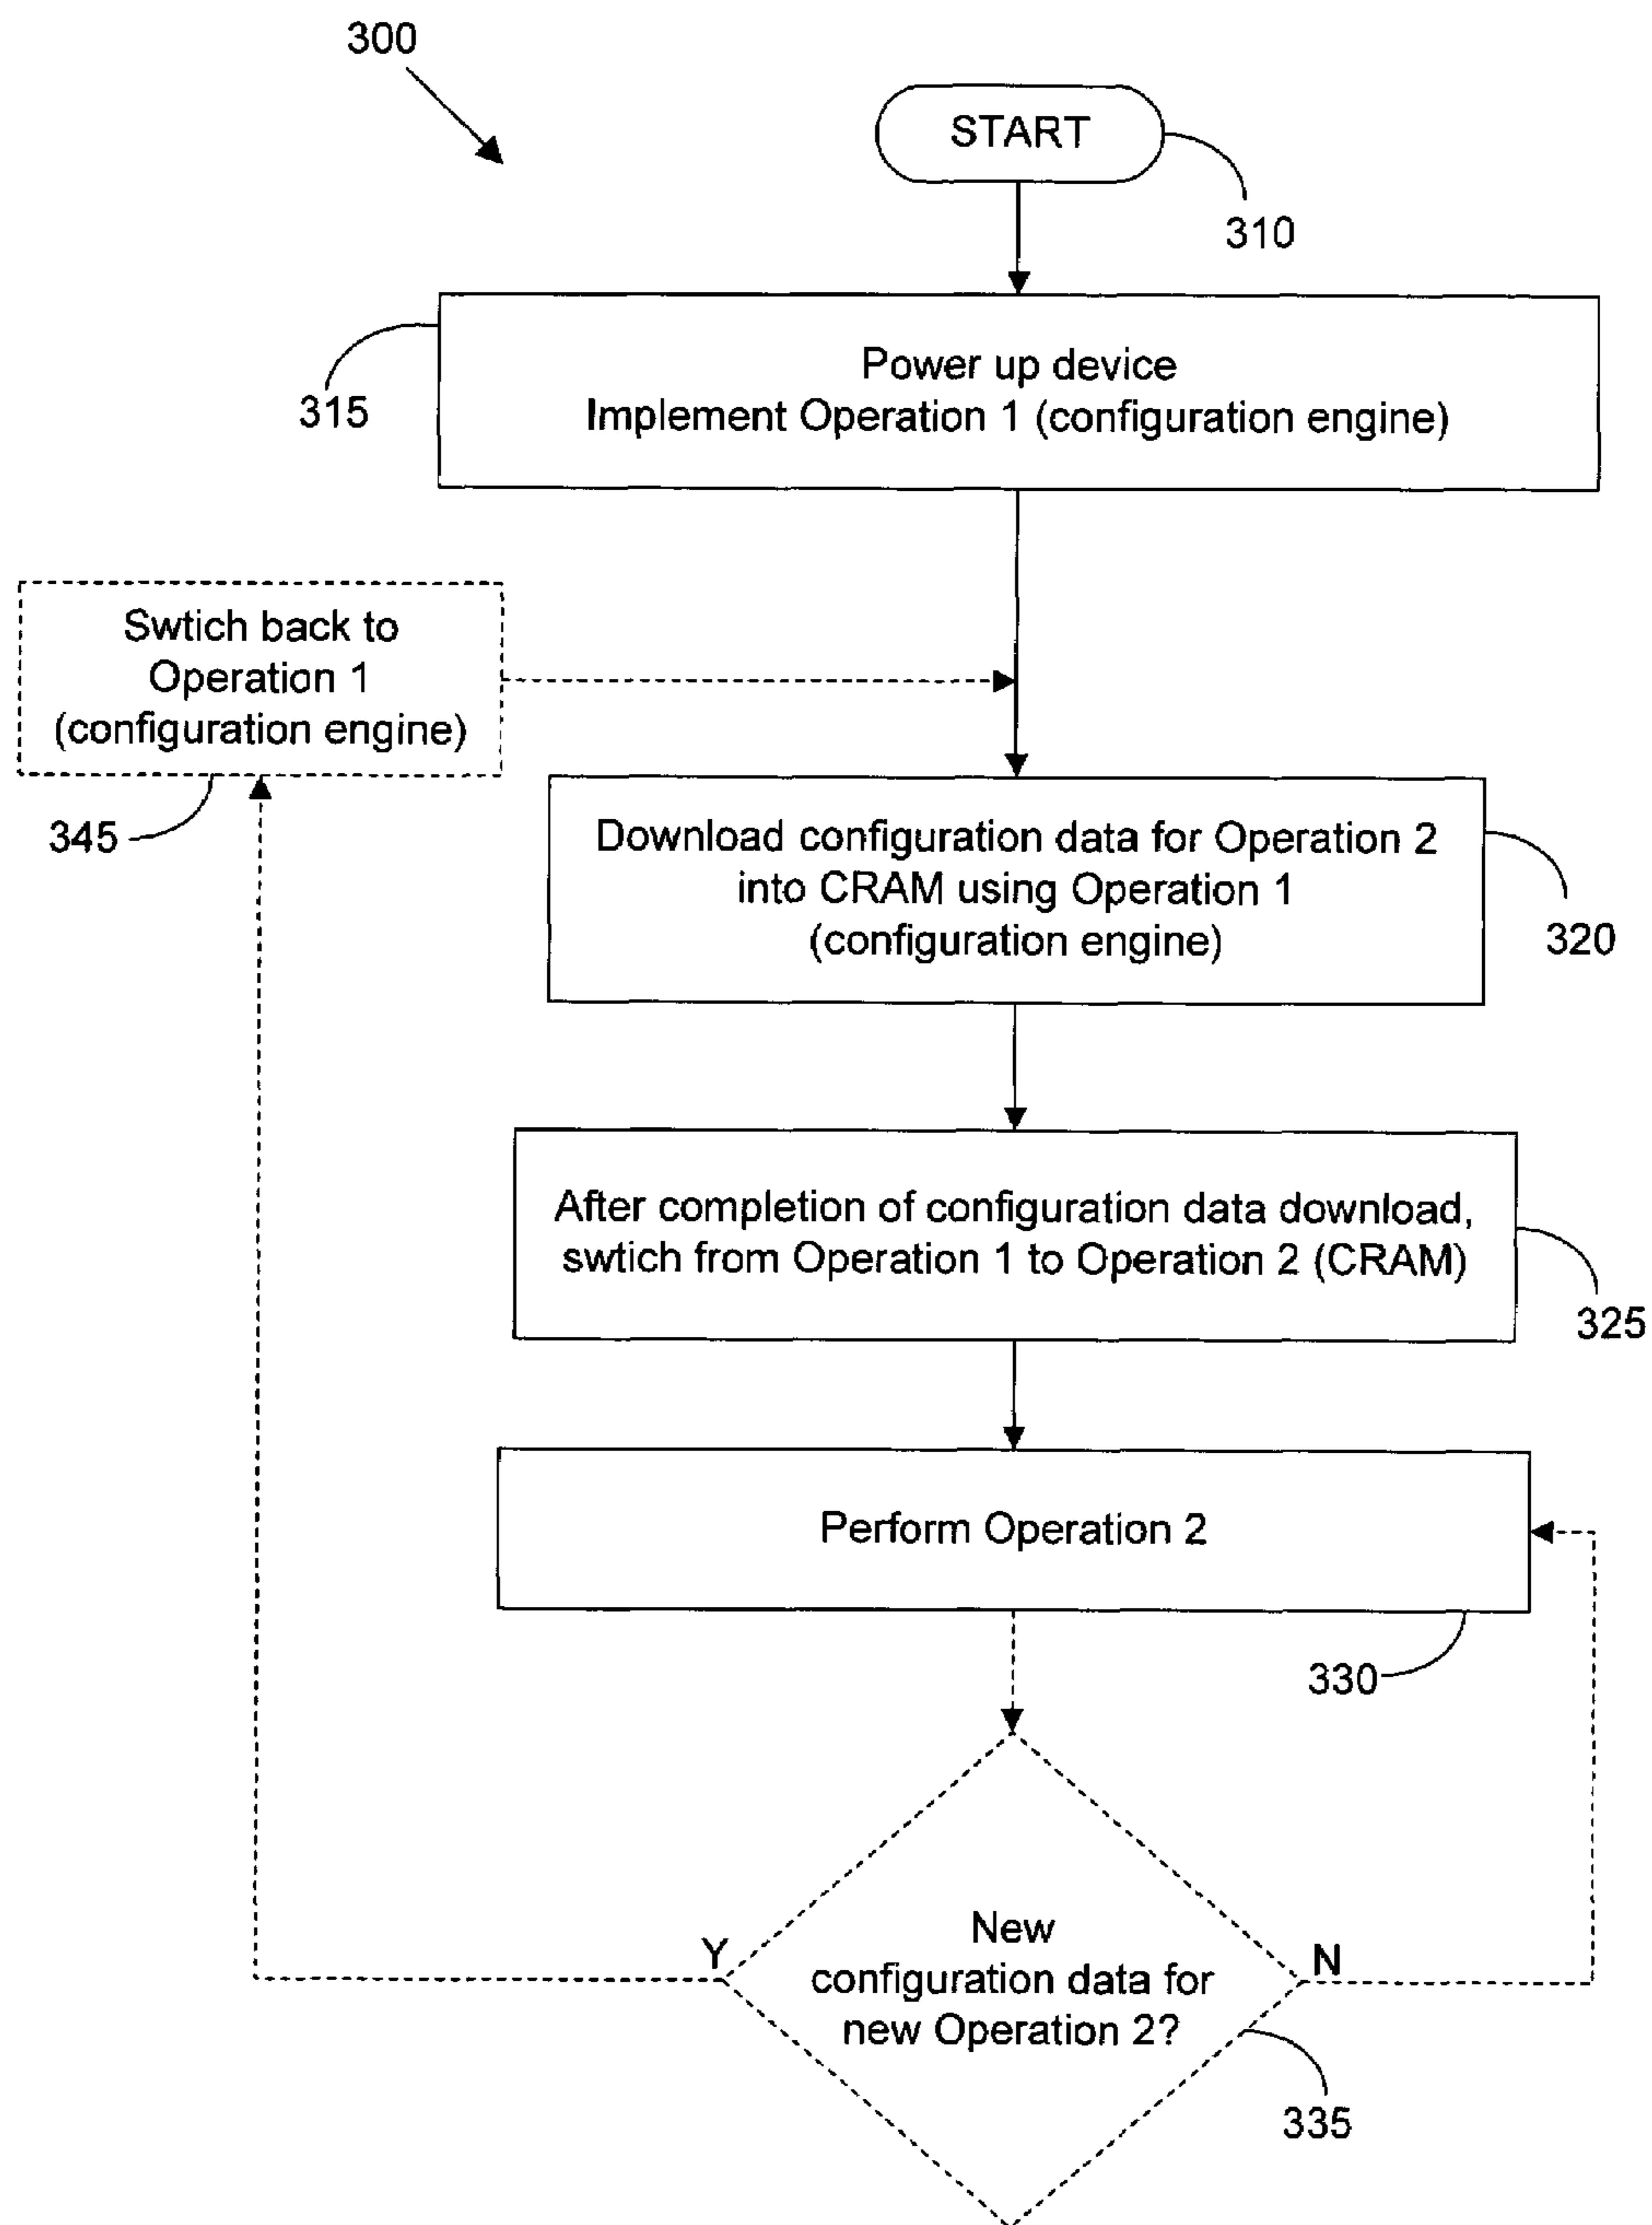 300
START
310
Power up device
Implement Operation 1 (configuration engine)
315
Swtich back to
Operation 1
(configuration engine)
345
Download configuration data for Operation 2
into CRAM using Operation 1
(configuration engine)
320
After completion of configuration data download,
swtich from Operation 1 to Operation 2 (CRAM)
325
Perform Operation 2
330
Y
New
configuration data for
new Operation 2?
N
335